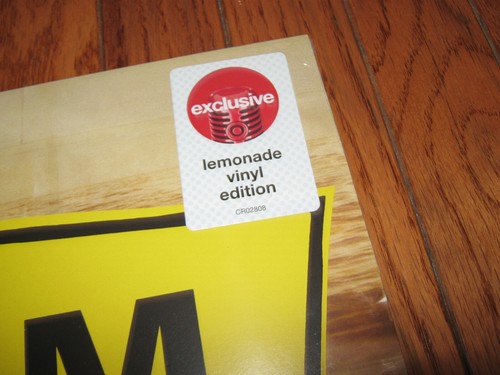 exclusive
lemonade
vinyl
edition
CR02808
M